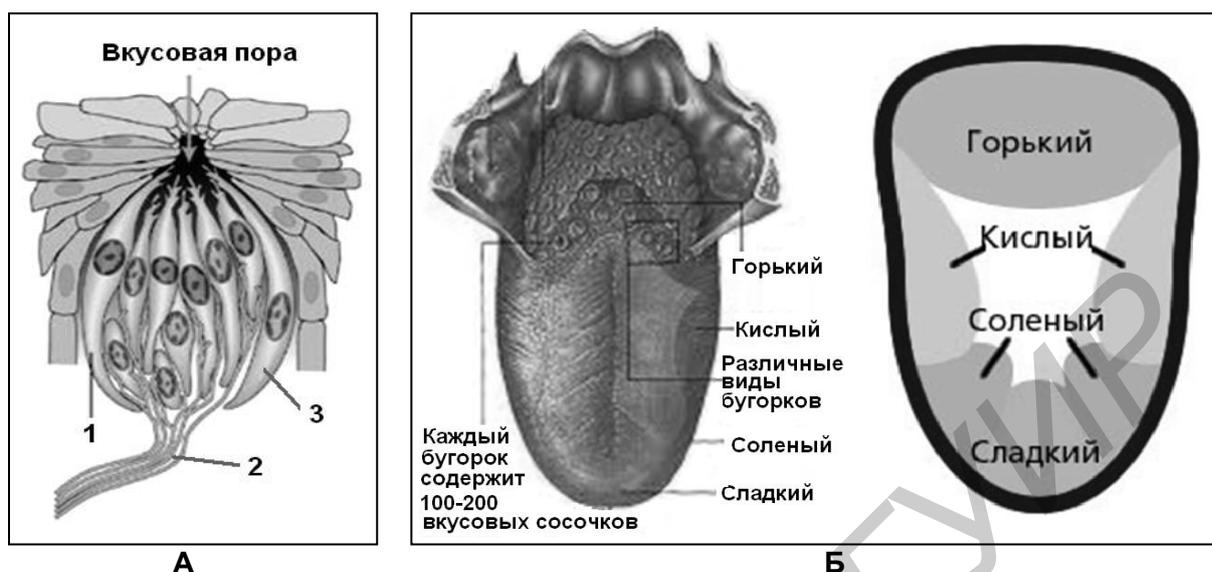 Вкусовая пора
1
2
3
А
Горький
Кислый
Различные
виды
бугорков
Соленый
Сладкий
Каждый
бугорок
содержит
100-200
вкусовых сосочков
Горький
Кислый
Соленый
Сладкий
Б
ГУИР